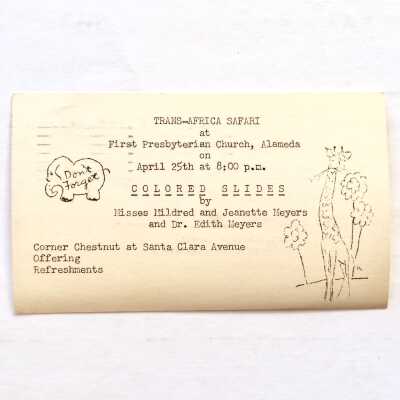 TRANS-AFRICA SAFARI
at
First Presbyterian Church, Alameda
on
April 25th at 8:00 p.m.
Don't
Forget
COLORED SLIDES
by
Misses Mildred and Jeanette Meyers
and Dr. Edith Meyers
Corner Chestnut at Santa Clara Avenue
Offering
Refreshments